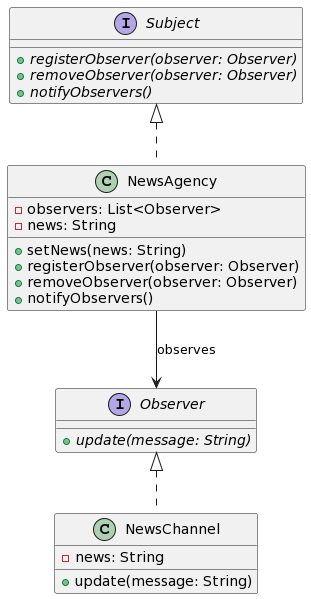 I Subject
registerObserver(observer: Observer)
removeObserver(observer: Observer)
notifyObservers()
C NewsAgency
observers: List<Observer>
news: String
setNews(news: String)
registerObserver(observer: Observer)
removeObserver(observer: Observer)
notifyObservers()
observes
I Observer
update(message: String)
C NewsChannel
news: String
update(message: String)